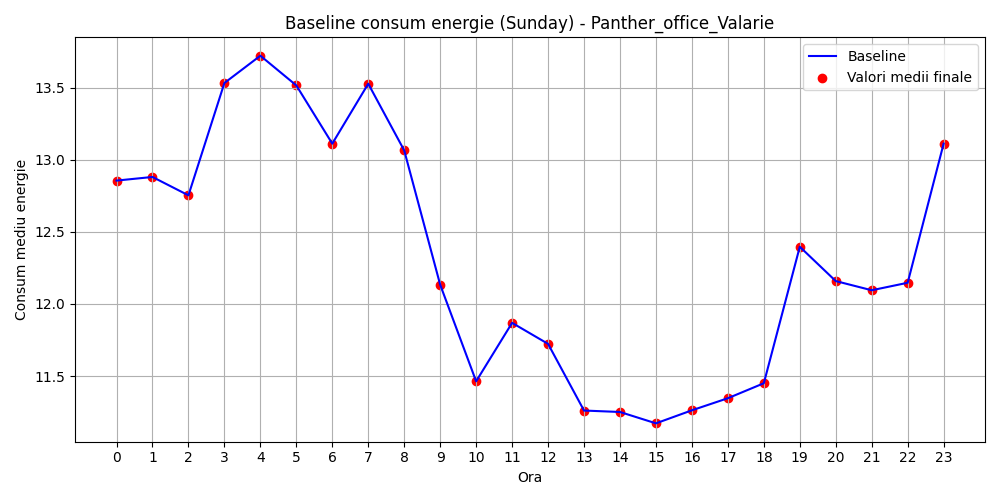 Baseline consum energie (Sunday) - Panther_office_Valarie
Baseline
Valori medii finale
Consum mediu energie
13.5
13.0
12.5
12.0
11.5
0 1 2 3 4 5 6 7 8 9 10 11 12 13 14 15 16 17 18 19 20 21 22 23
Ora